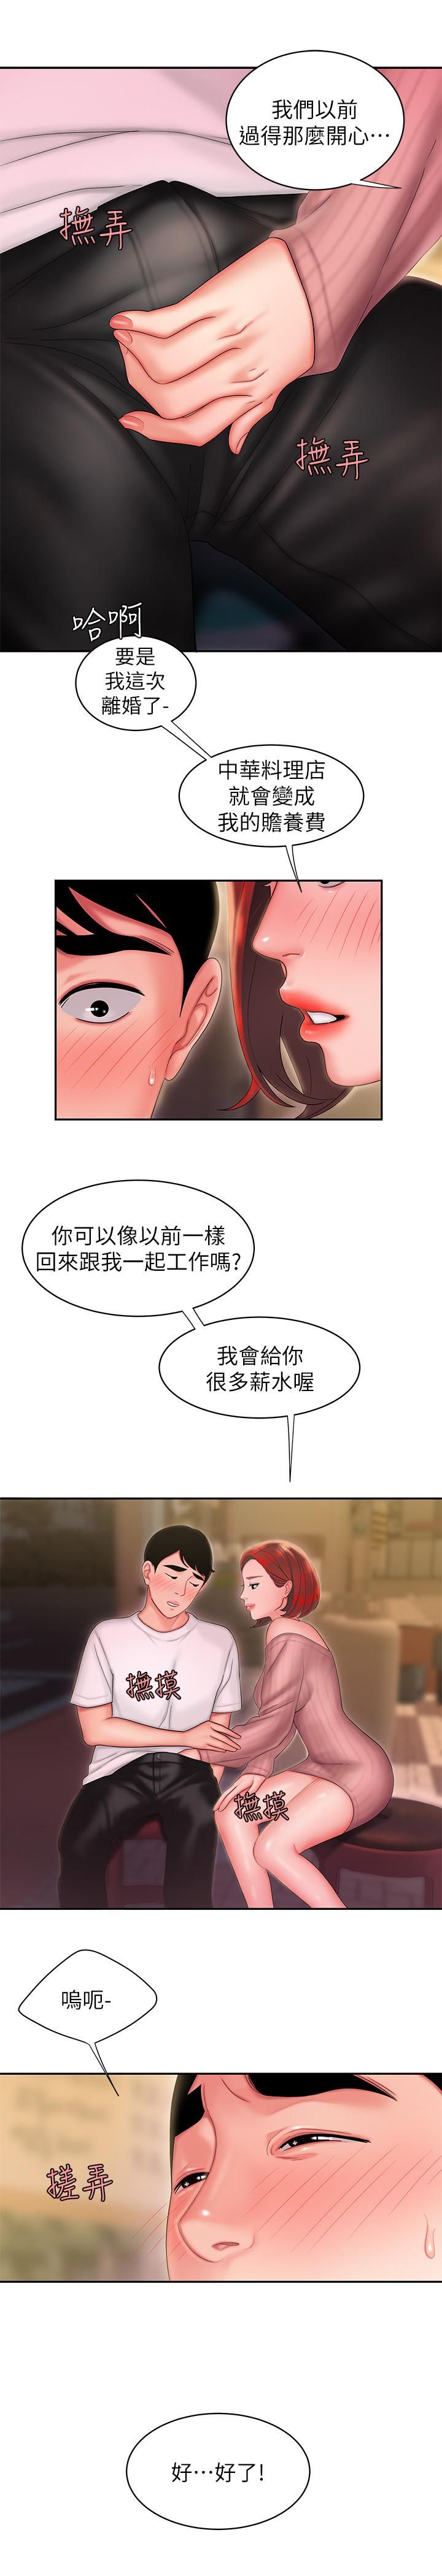 我們以前
過得那麼開心⋯
撫弄
撫弄
哈啊
要是
我這次
離婚了-
中華料理店
就會變成
我的贍養費
你可以像以前一樣
回來跟我一起工作嗎?
我會給你
很多薪水喔
撫摸
撫摸
嗚呃-
搓弄
好⋯好了!